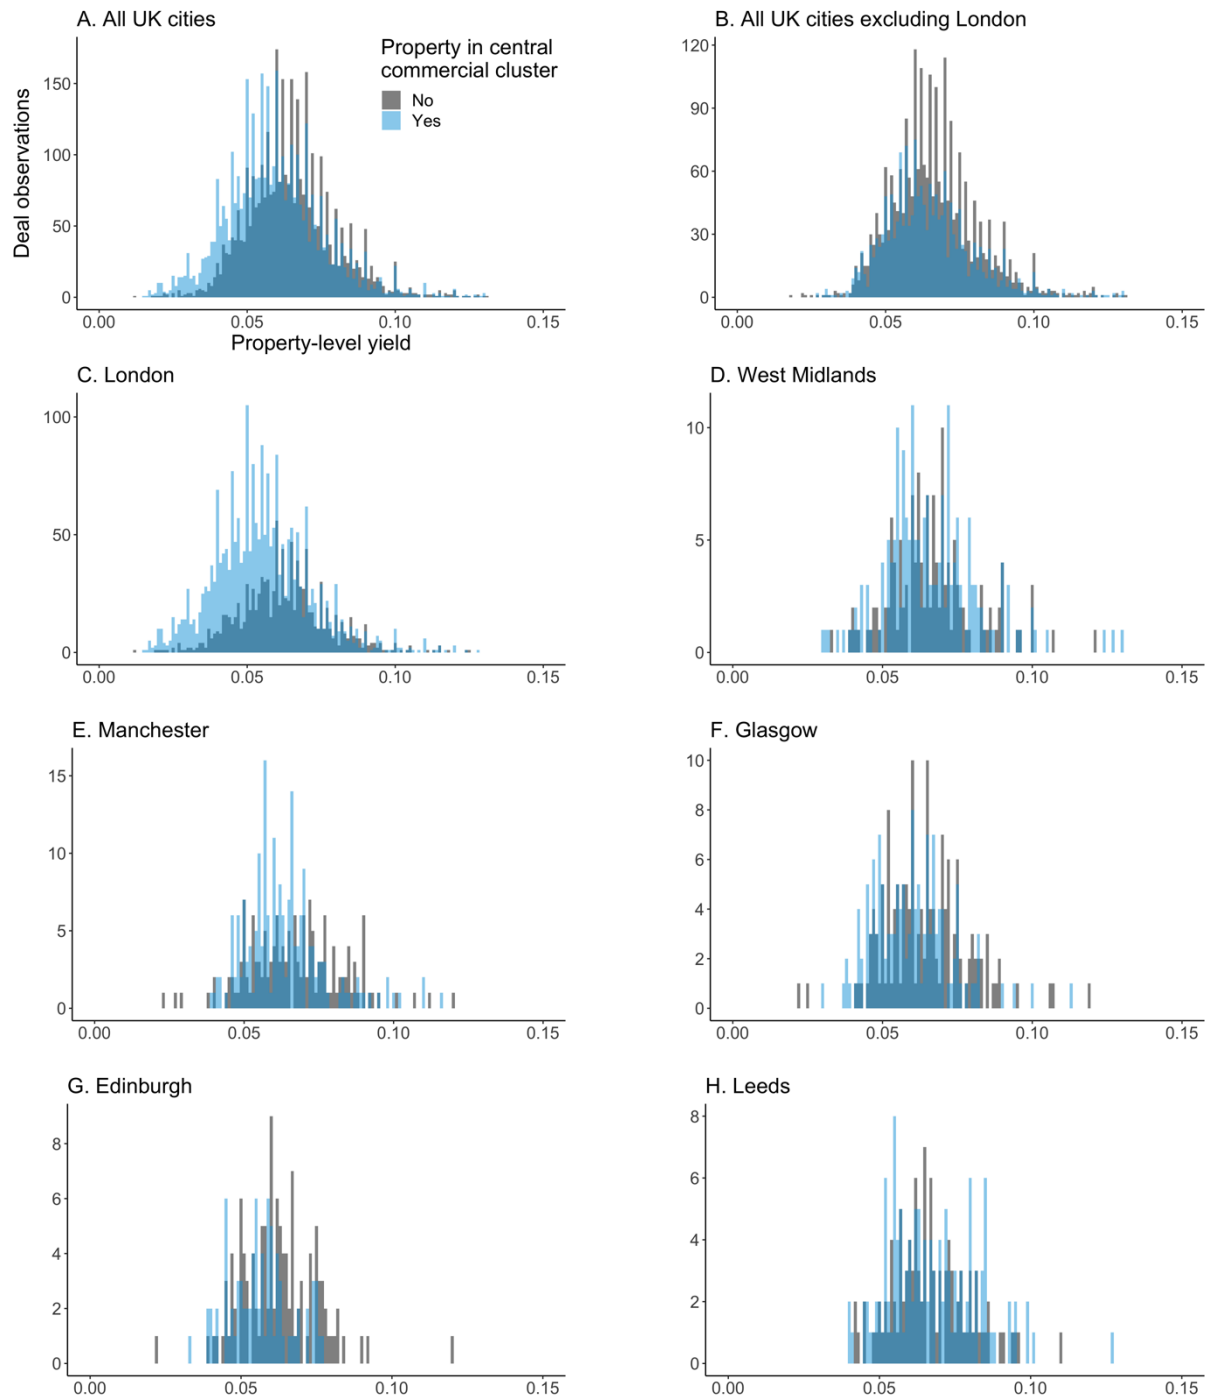 A. All UK cities
Property in central
commercial cluster
No
Yes
Deal observations
150
100
50
0
0.00 0.05 0.10 0.15
Property-level yield
B. All UK cities excluding London
120
90
60
30
0
0.00 0.05 0.10 0.15
C. London
100
50
0
0.00 0.05 0.10 0.15
D. West Midlands
10
5
0
0.00 0.05 0.10 0.15
E. Manchester
15
10
5
0
0.00 0.05 0.10 0.15
F. Glasgow
10
8
6
4
2
0
0.00 0.05 0.10 0.15
G. Edinburgh
8
6
4
2
0
0.00 0.05 0.10 0.15
H. Leeds
8
6
4
2
0
0.00 0.05 0.10 0.15